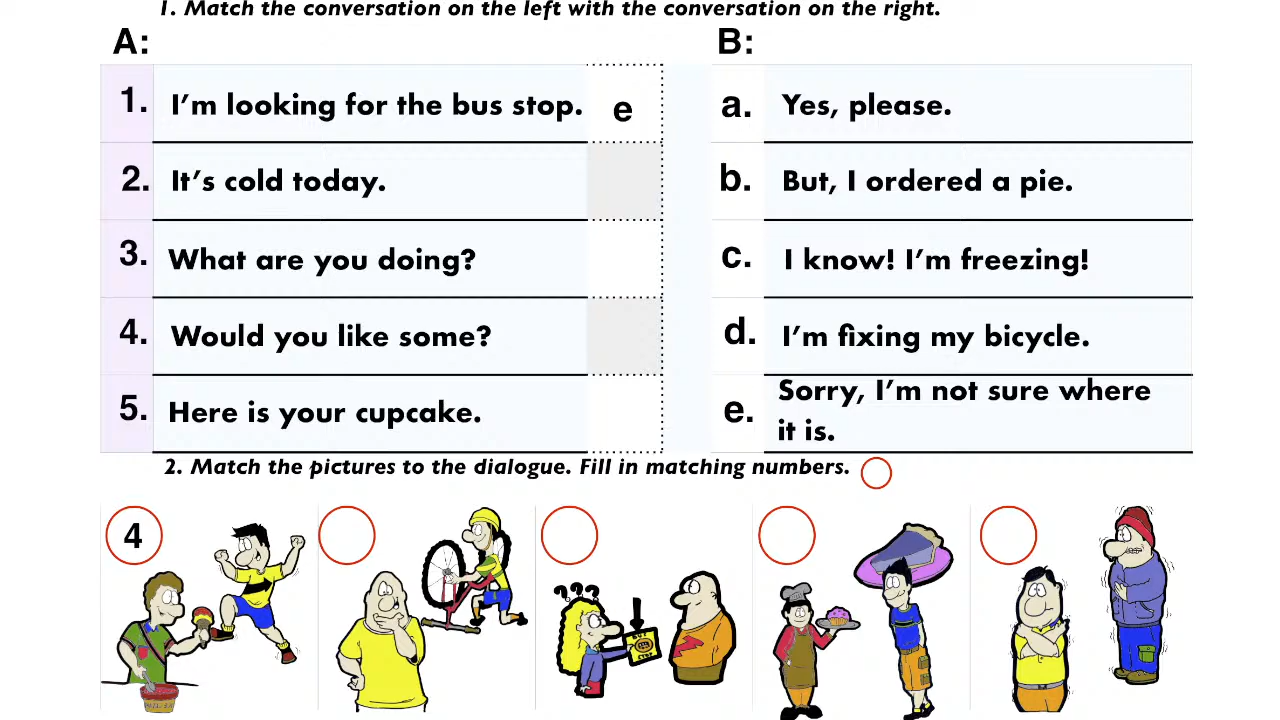 1. Match the conversation on the left with the conversation on the right.
A: B:
1. I'm looking for the bus stop. e a. Yes, please.
2. It's cold today. b. But, I ordered a pie.
3. What are you doing? c. I know! I'm freezing!
4. Would you like some? d. I'm fixing my bicycle.
5. Here is your cupcake. e. Sorry, I'm not sure where
it is.
2. Match the pictures to the dialogue. Fill in matching numbers.
4
???
STOP